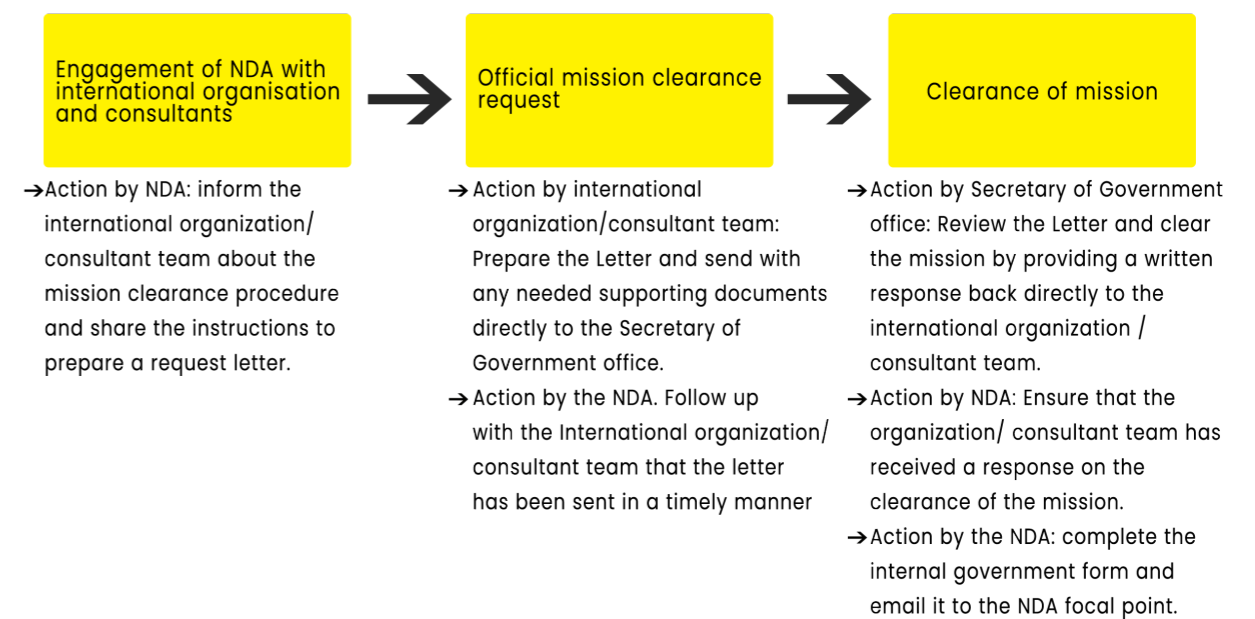 Engagement of NDA with
international organisation
and consultants
Official mission clearance
request
Clearance of mission
➔Action by NDA: inform the
international organization/
consultant team about the
mission clearance procedure
and share the instructions to
prepare a request letter.
➔Action by international
organization/consultant team:
Prepare the Letter and send with
any needed supporting documents
directly to the Secretary of
Government office.
➔Action by the NDA. Follow up
with the International organization/
consultant team that the letter
has been sent in a timely manner
➔Action by Secretary of Government
office: Review the Letter and clear
the mission by providing a written
response back directly to the
international organization /
consultant team.
➔Action by NDA: Ensure that the
organization/ consultant team has
received a response on the
clearance of the mission.
➔Action by the NDA: complete the
internal government form and
email it to the NDA focal point.